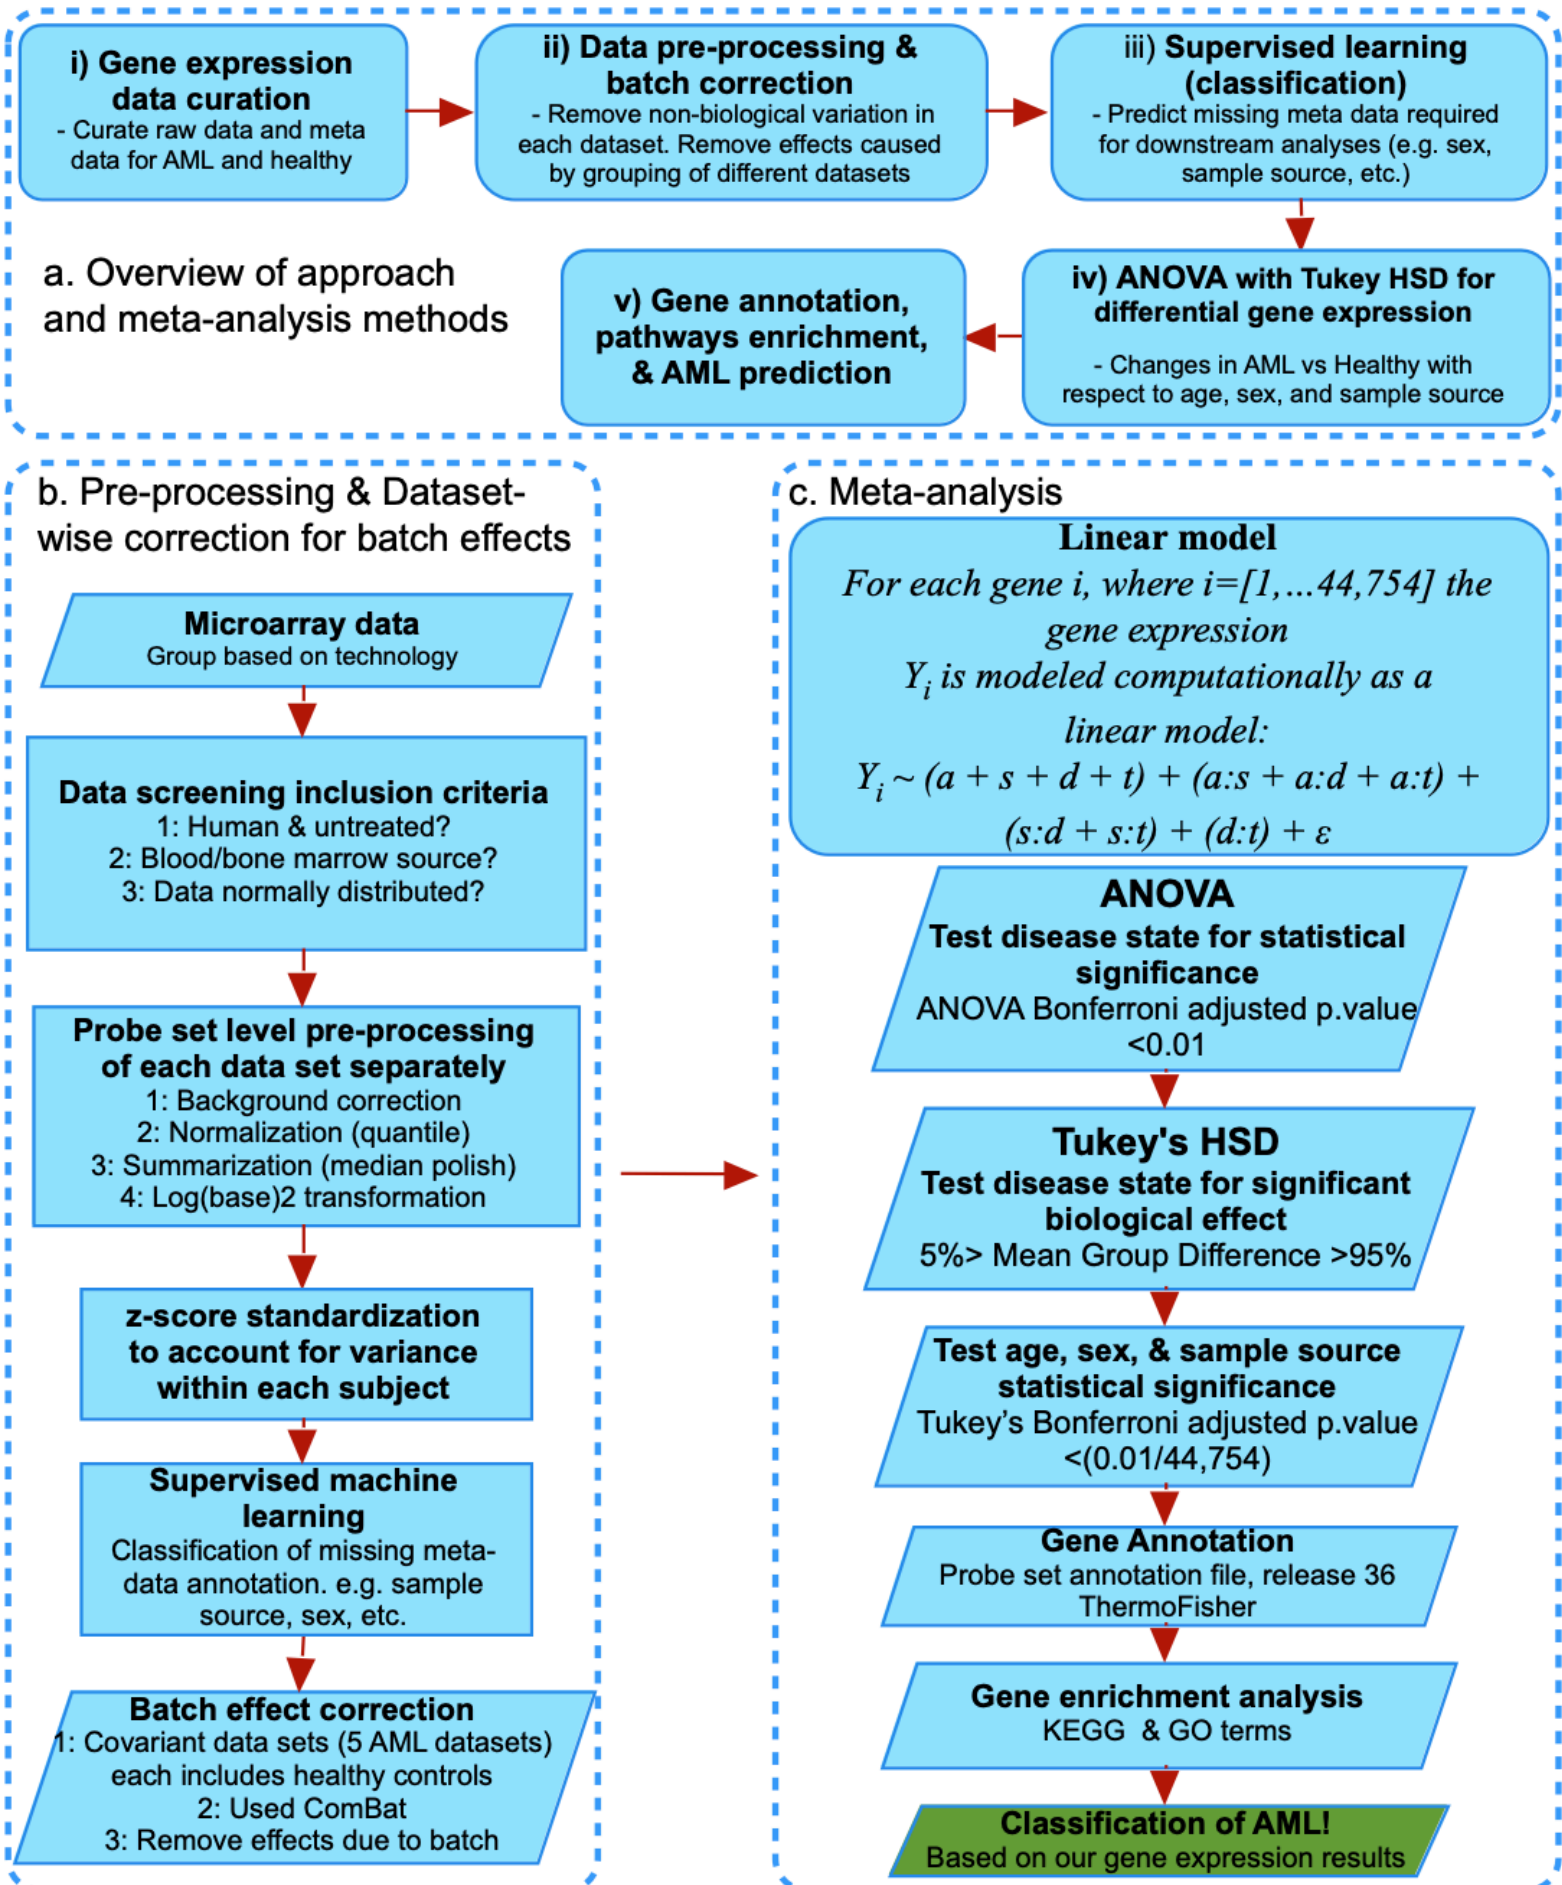 i) Gene expression
data curation
- Curate raw data and meta
data for AML and healthy
ii) Data pre-processing &
batch correction
- Remove non-biological variation in
each dataset. Remove effects caused
by grouping of different datasets
iii) Supervised learning
(classification)
- Predict missing meta data required
for downstream analyses (e.g. sex,
sample source, etc.)
a. Overview of approach
and meta-analysis methods
iv) ANOVA with Tukey HSD for
differential gene expression
- Changes in AML vs Healthy with
respect to age, sex, and sample source
v) Gene annotation,
pathways enrichment,
& AML prediction
b. Pre-processing & Dataset-
wise correction for batch effects
Microarray data
Group based on technology
Data screening inclusion criteria
1: Human & untreated?
2: Blood/bone marrow source?
3: Data normally distributed?
Probe set level pre-processing
of each data set separately
1: Background correction
2: Normalization (quantile)
3: Summarization (median polish)
4: Log(base)2 transformation
z-score standardization
to account for variance
within each subject
Supervised machine
learning
Classification of missing meta-
data annotation. e.g. sample
source, sex, etc.
Batch effect correction
1: Covariant data sets (5 AML datasets)
each includes healthy controls
2: Used ComBat
3: Remove effects due to batch
c. Meta-analysis
Linear model
For each gene i, where i=[1,...44,754] the
gene expression
Yi is modeled computationally as a
linear model:
Yi ~ (a + s + d + t) + (a:s + a:d + a:t) +
(s:d + s:t) + (d:t) + ε
ANOVA
Test disease state for statistical
significance
ANOVA Bonferroni adjusted p.value
<0.01
Tukey's HSD
Test disease state for significant
biological effect
5%> Mean Group Difference >95%
Test age, sex, & sample source
statistical significance
Tukey’s Bonferroni adjusted p.value
<(0.01/44,754)
Gene Annotation
Probe set annotation file, release 36
ThermoFisher
Gene enrichment analysis
KEGG & GO terms
Classification of AML!
Based on our gene expression results